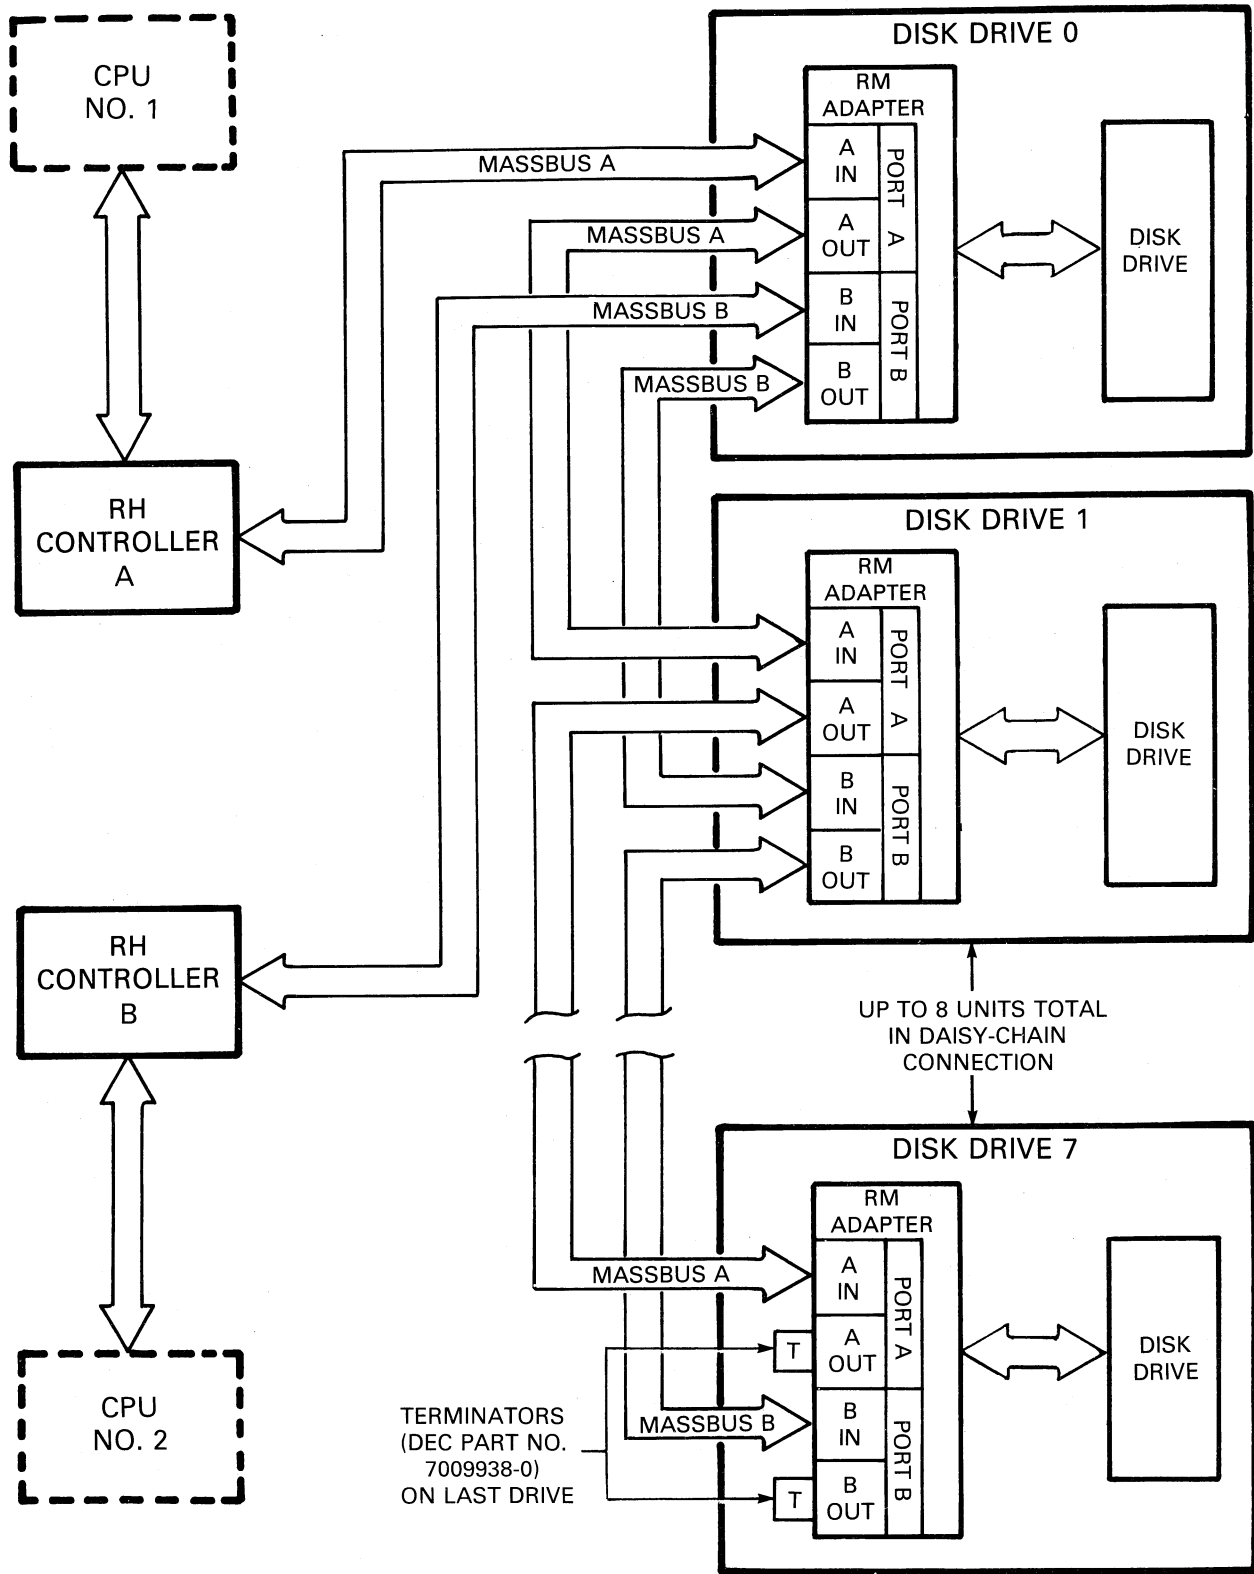 CPU
NO. 1
RH
CONTROLLER
A
MASSBUS A
MASSBUS A
MASSBUS B
MASSBUS B
DISK DRIVE 0
RM
ADAPTER
A
IN
A
OUT
B
IN
B
OUT
PORT A
PORT B
DISK
DRIVE
DISK DRIVE 1
RM
ADAPTER
A
IN
A
OUT
B
IN
B
OUT
PORT A
PORT B
DISK
DRIVE
RH
CONTROLLER
B
CPU
NO. 2
UP TO 8 UNITS TOTAL
IN DAISY-CHAIN
CONNECTION
DISK DRIVE 7
RM
ADAPTER
MASSBUS A
MASSBUS B
A
IN
A
OUT
B
IN
B
OUT
T
T
PORT A
PORT B
DISK
DRIVE
TERMINATORS
(DEC PART NO.
7009938-0)
ON LAST DRIVE